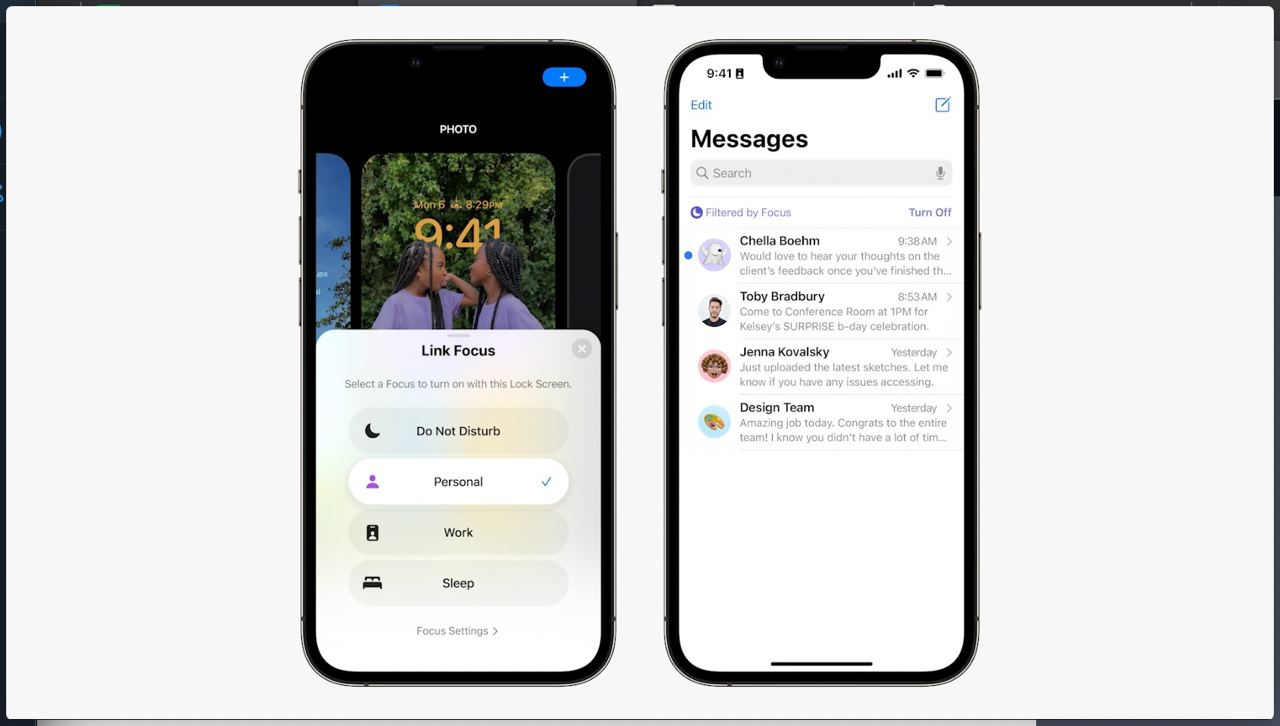 PHOTO
Mon 6 8:29PM
9:41
ups
al
Link Focus
Select a Focus to turn on with this Lock Screen.
Do Not Disturb
Personal
Work
Sleep
Focus Settings
9:41
Edit
Messages
Search
Filtered by Focus Turn Off
Chella Boehm 9:38 AM
Would love to hear your thoughts on the
client's feedback once you've finished th...
Toby Bradbury 8:53 AM
Come to Conference Room at 1PM for
Kelsey's SURPRISE b-day celebration.
Jenna Kovalsky Yesterday
Just uploaded the latest sketches. Let me
know if you have any issues accessing.
Design Team Yesterday
Amazing job today. Congrats to the entire
team! I know you didn't have a lot of tim...